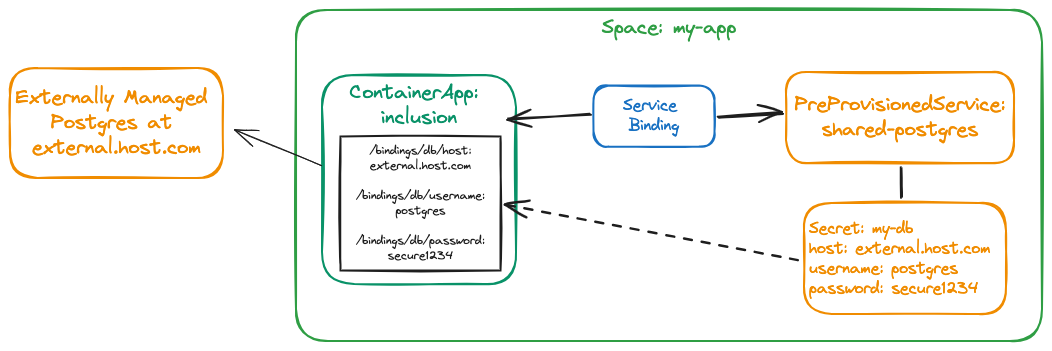 Space: my-app
Externally Managed
Postgres at
external.host.com
ContainerApp:
inclusion
/bindings/db/host:
external.host.com
/bindings/db/username:
postgres
/bindings/db/password:
secure1234
Service
Binding
PreProvisionedService:
shared-postgres
Secret: my-db
host: external.host.com
username: postgres
password: secure1234